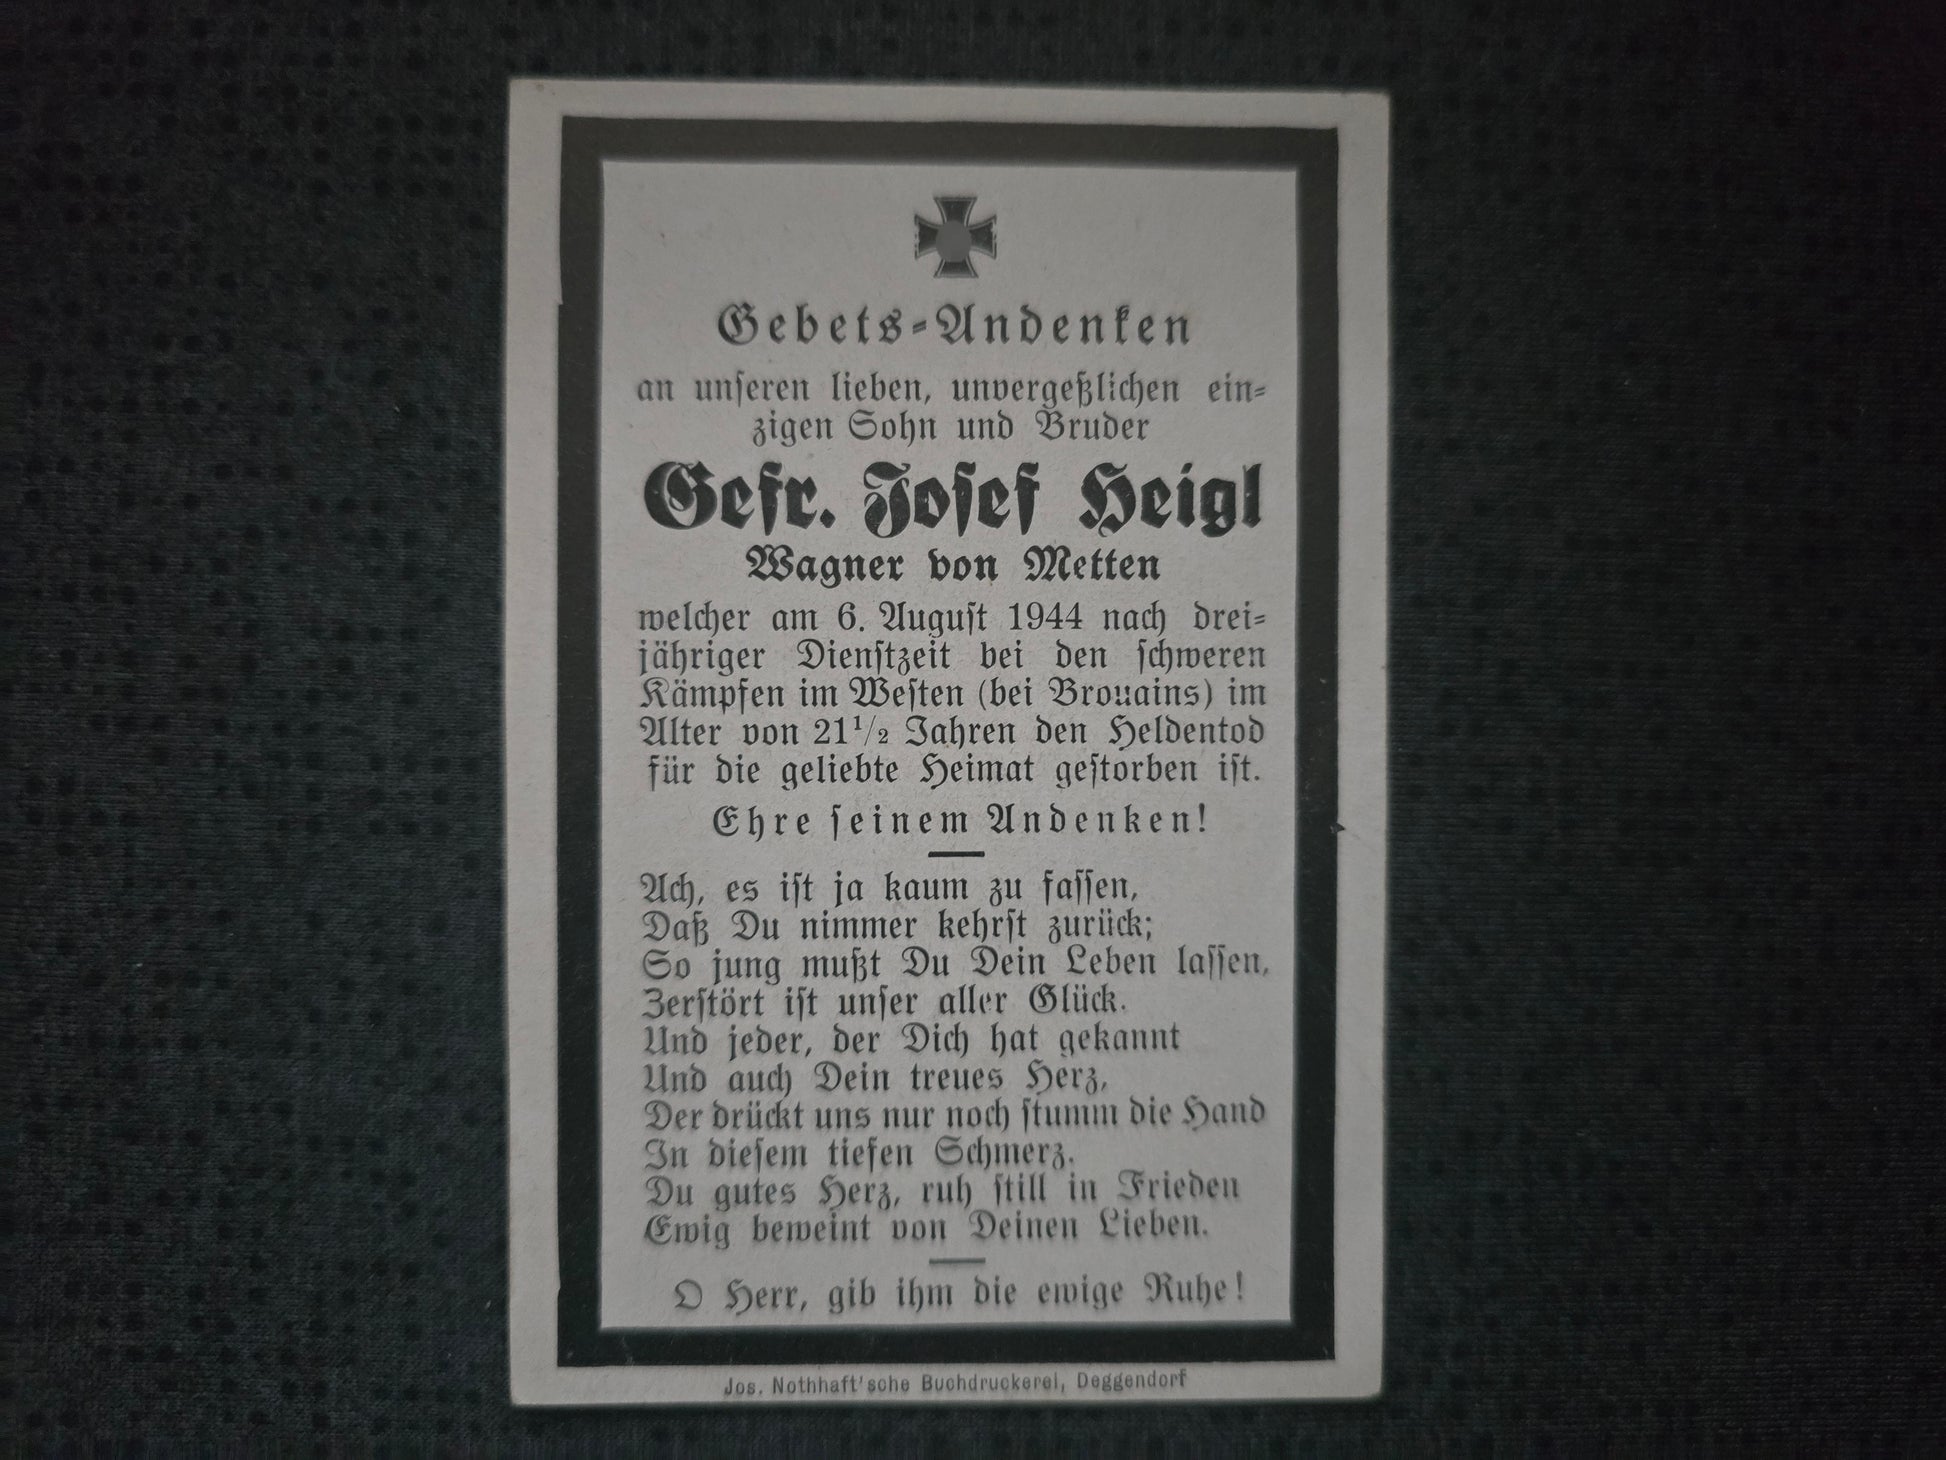 Gebets-Andenken
an unseren lieben, unvergeßlichen ein-
zigen Sohn und Bruder
Gefr. Josef Heigl
Wagner von Metten
welcher am 6. August 1944 nach drei-
jähriger Dienstzeit bei den schweren
Kämpfen im Westen (bei Brouains) im
Alter von 21 1/2 Jahren den Heldentod
für die geliebte Heimat gestorben ist.
Ehre seinem Andenken!
Ach, es ist ja kaum zu fassen,
Daß Du nimmer kehrst zurück;
So jung mußt Du Dein Leben lassen,
Zerstört ist unser aller Glück.
Und jeder, der Dich hat gekannt
Und auch Dein treues Herz,
Der drückt uns nur noch stumm die Hand
In diesem tiefen Schmerz.
Du gutes Herz, ruh still in Frieden
Ewig beweint von Deinen Lieben.
O Herr, gib ihm die ewige Ruhe!
Jos. Nothhaft'sche Buchdruckerei, Deggendorf